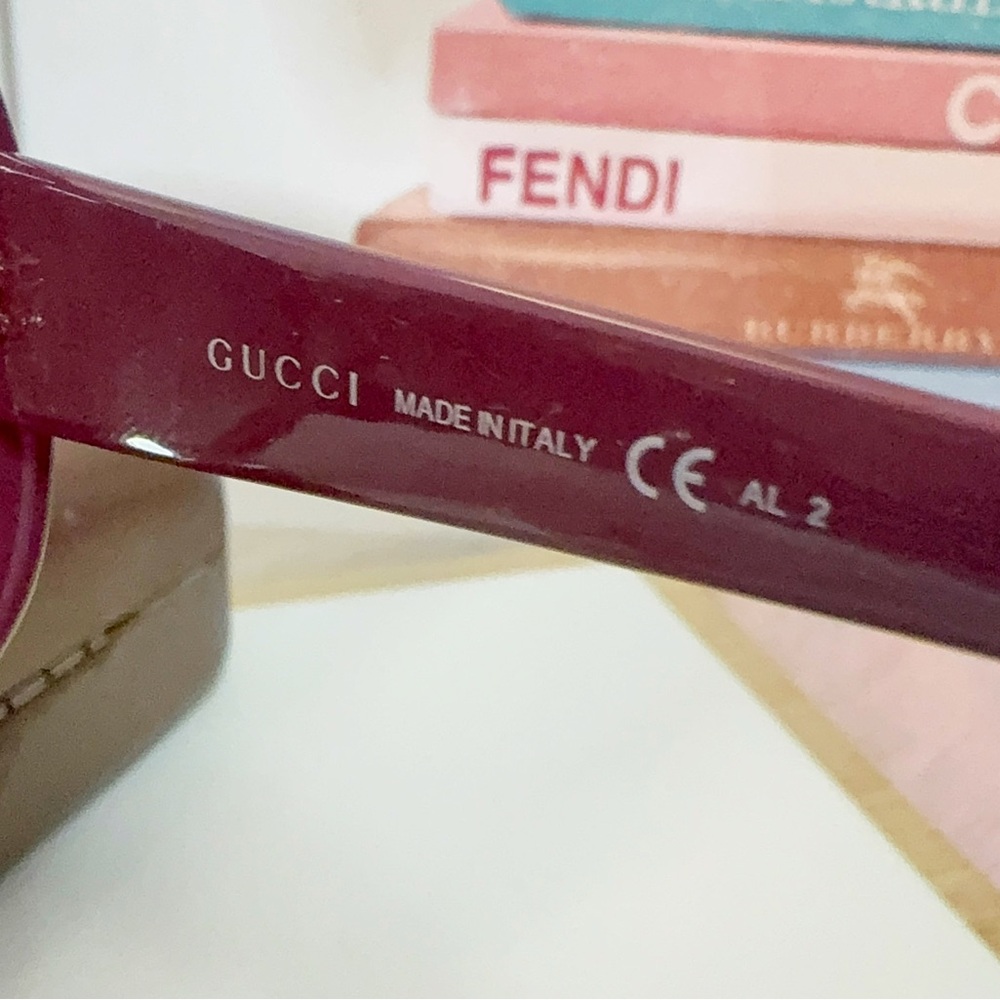 C
FENDI
BURBERRY
GUCCI MADE IN ITALY CE AL 2